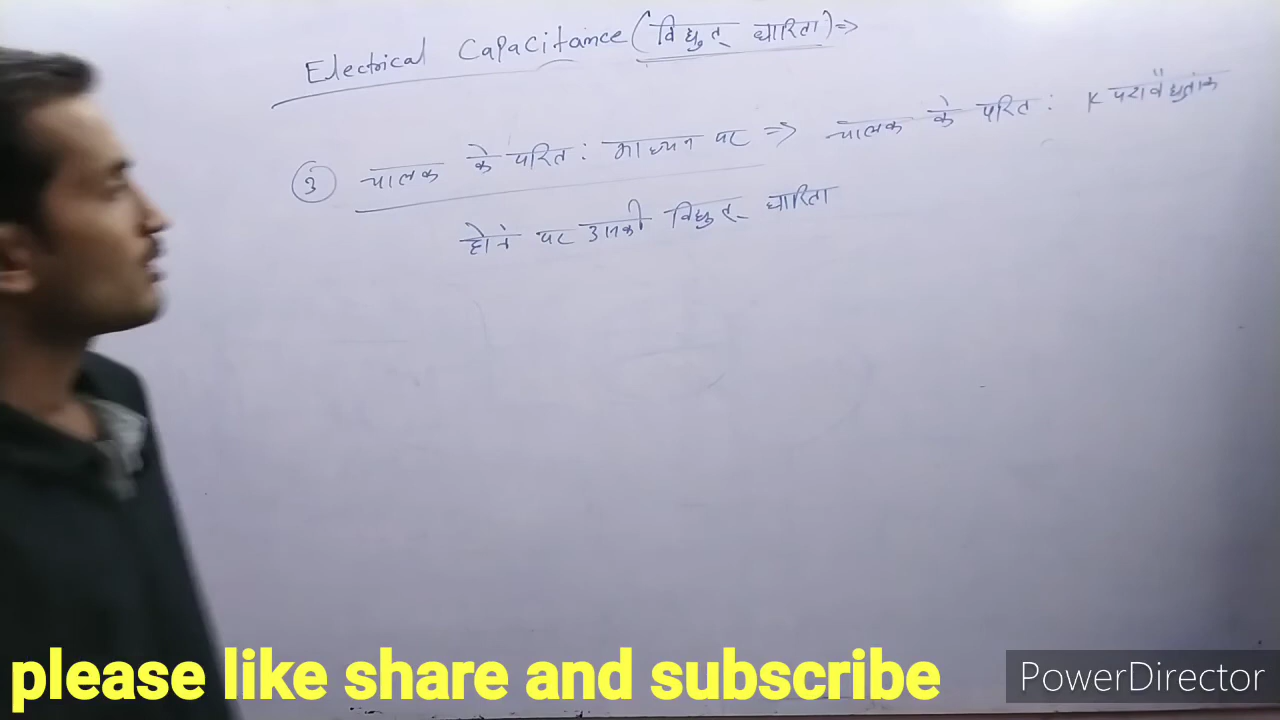 Electrical Capacitance (विद्युत् धारिता) ⇒
③ चालक के परितः माध्यम पर ⇒ चालक के परितः K परावैद्युतांक
होने पर उसकी विद्युत् धारिता
please like share and subscribe
PowerDirector